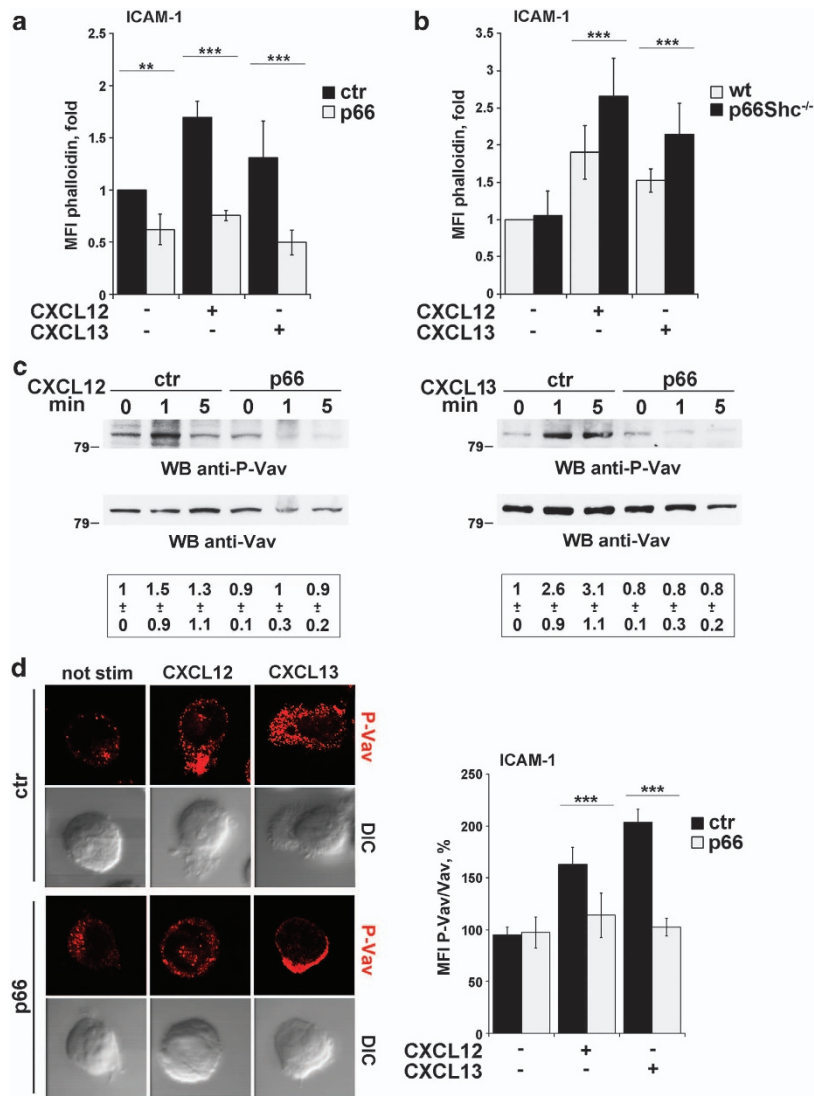 a
ICAM-1
MFI phalloidin, fold
2.5
2
1.5
1
0.5
0
** *** ***
ctr
p66
CXCL12 - + -
CXCL13 - - +
b
ICAM-1
MFI phalloidin, fold
3.5
3
2.5
2
1.5
1
0.5
0
*** ***
wt
p66Shc-/-
CXCL12 - + -
CXCL13 - - +
c
CXCL12 ctr p66
min 0 1 5 0 1 5
79
WB anti-P-Vav
79
WB anti-Vav
1 1.5 1.3 0.9 1 0.9
± ± ± ± ± ±
0 0.9 1.1 0.1 0.3 0.2
CXCL13 ctr p66
min 0 1 5 0 1 5
79
WB anti-P-Vav
79
WB anti-Vav
1 2.6 3.1 0.8 0.8 0.8
± ± ± ± ± ±
0 0.9 1.1 0.1 0.3 0.2
d
not stim CXCL12 CXCL13
ctr
P-Vav
DIC
p66
P-Vav
DIC
ICAM-1
MFI P-Vav/Vav, %
250
200
150
100
50
0
*** ***
ctr
p66
CXCL12 - + -
CXCL13 - - +